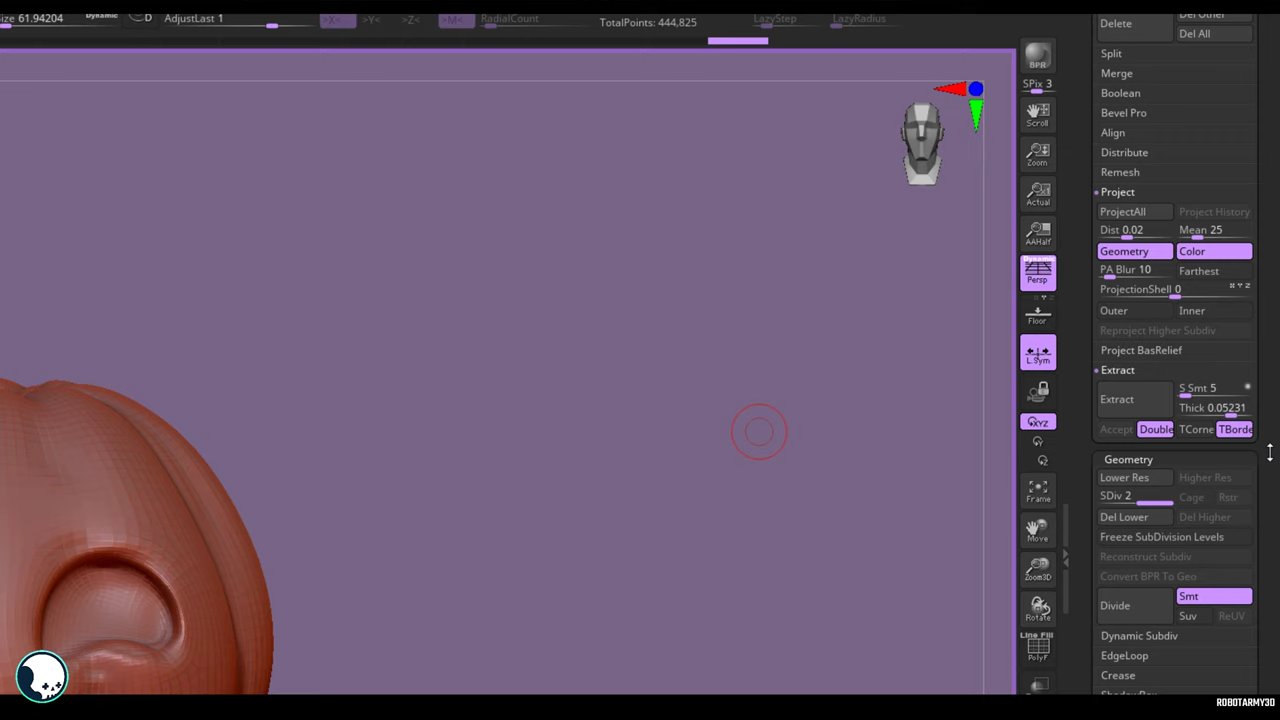 ize 61.94204
Dynamic
D
AdjustLast 1
>X<
>Y<
>Z<
>M<
RadialCount
TotalPoints: 444,825
LazyStep
LazyRadius
BPR
SPix 3
Scroll
Zoom
Actual
AAHalf
Dynamic
Persp
Floor
L.Sym
XYZ
Y
Z
Frame
Move
Zoom3D
Rotate
Line Fill
PolyF
Delete
Del Other
Del All
Split
Merge
Boolean
Bevel Pro
Align
Distribute
Remesh
Project
ProjectAll
Project History
Dist 0.02
Mean 25
Geometry
Color
PA Blur 10
Farthest
ProjectionShell 0
X Y Z
Outer
Inner
Reproject Higher Subdiv
Project BasRelief
Extract
Extract
S Smt 5
Thick 0.05231
Accept
Double
TCorne
TBorde
Geometry
Lower Res
Higher Res
SDiv 2
Cage
Rstr
Del Lower
Del Higher
Freeze SubDivision Levels
Reconstruct Subdiv
Convert BPR To Geo
Divide
Smt
Suv
ReUV
Dynamic Subdiv
EdgeLoop
Crease
ShadowBox
ROBOTARMY3D